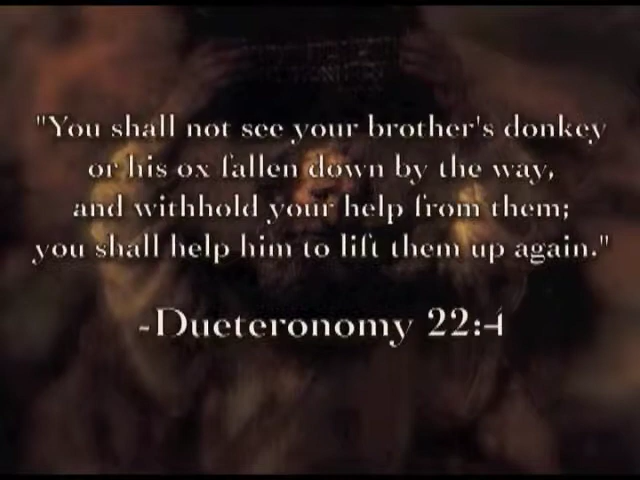 "You shall not see your brother's donkey
or his ox fallen down by the way,
and withhold your help from them;
you shall help him to lift them up again."
-Dueteronomy 22:4